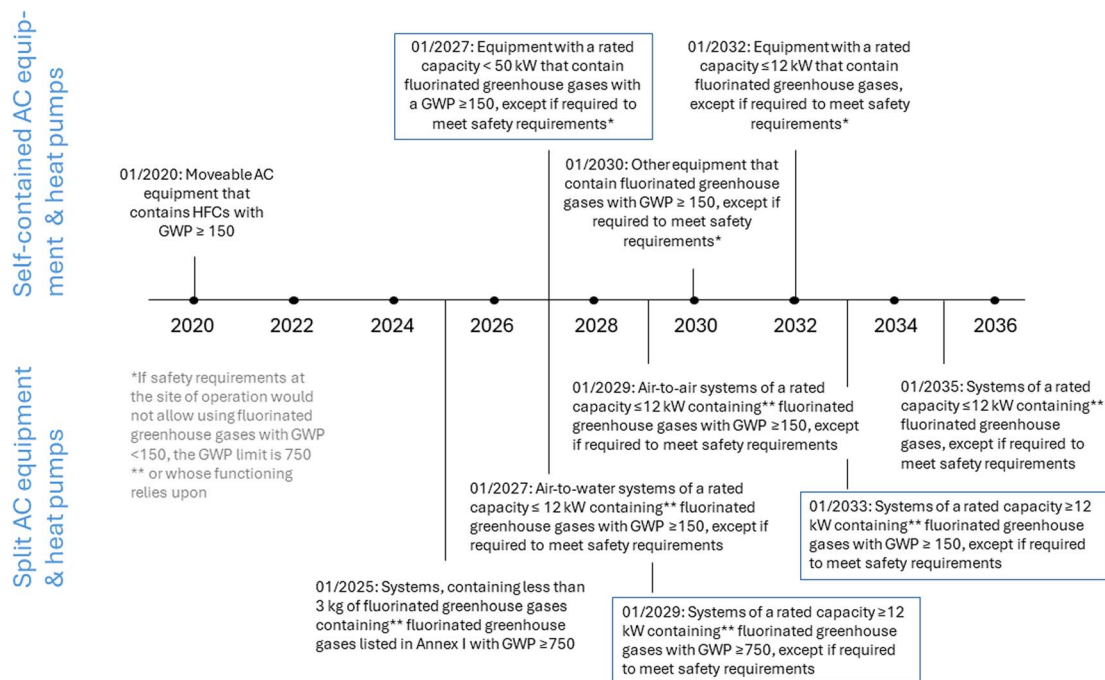 Self-contained AC equip-
ment & heat pumps
01/2020: Moveable AC
equipment that
contains HFCs with
GWP ≥ 150
01/2027: Equipment with a rated
capacity < 50 kW that contain
fluorinated greenhouse gases with
a GWP ≥150, except if required to
meet safety requirements*
01/2030: Other equipment that
contain fluorinated greenhouse
gases with GWP ≥ 150, except if
required to meet safety
requirements*
01/2032: Equipment with a rated
capacity ≤12 kW that contain
fluorinated greenhouse gases,
except if required to meet safety
requirements*
2020 2022 2024 2026 2028 2030 2032 2034 2036
Split AC equipment
& heat pumps
*If safety requirements at
the site of operation would
not allow using fluorinated
greenhouse gases with GWP
<150, the GWP limit is 750
** or whose functioning
relies upon
01/2025: Systems, containing less than
3 kg of fluorinated greenhouse gases
containing** fluorinated greenhouse
gases listed in Annex I with GWP ≥750
01/2027: Air-to-water systems of a rated
capacity ≤ 12 kW containing** fluorinated
greenhouse gases with GWP ≥150, except if
required to meet safety requirements
01/2029: Air-to-air systems of a rated
capacity ≤12 kW containing** fluorinated
greenhouse gases with GWP ≥150, except
if required to meet safety requirements
01/2029: Systems of a rated capacity ≥12
kW containing** fluorinated greenhouse
gases with GWP ≥750, except if required
to meet safety requirements
01/2033: Systems of a rated capacity ≥12
kW containing** fluorinated greenhouse
gases with GWP ≥ 150, except if required
to meet safety requirements
01/2035: Systems of a rated
capacity ≤12 kW containing**
fluorinated greenhouse
gases, except if required to
meet safety requirements